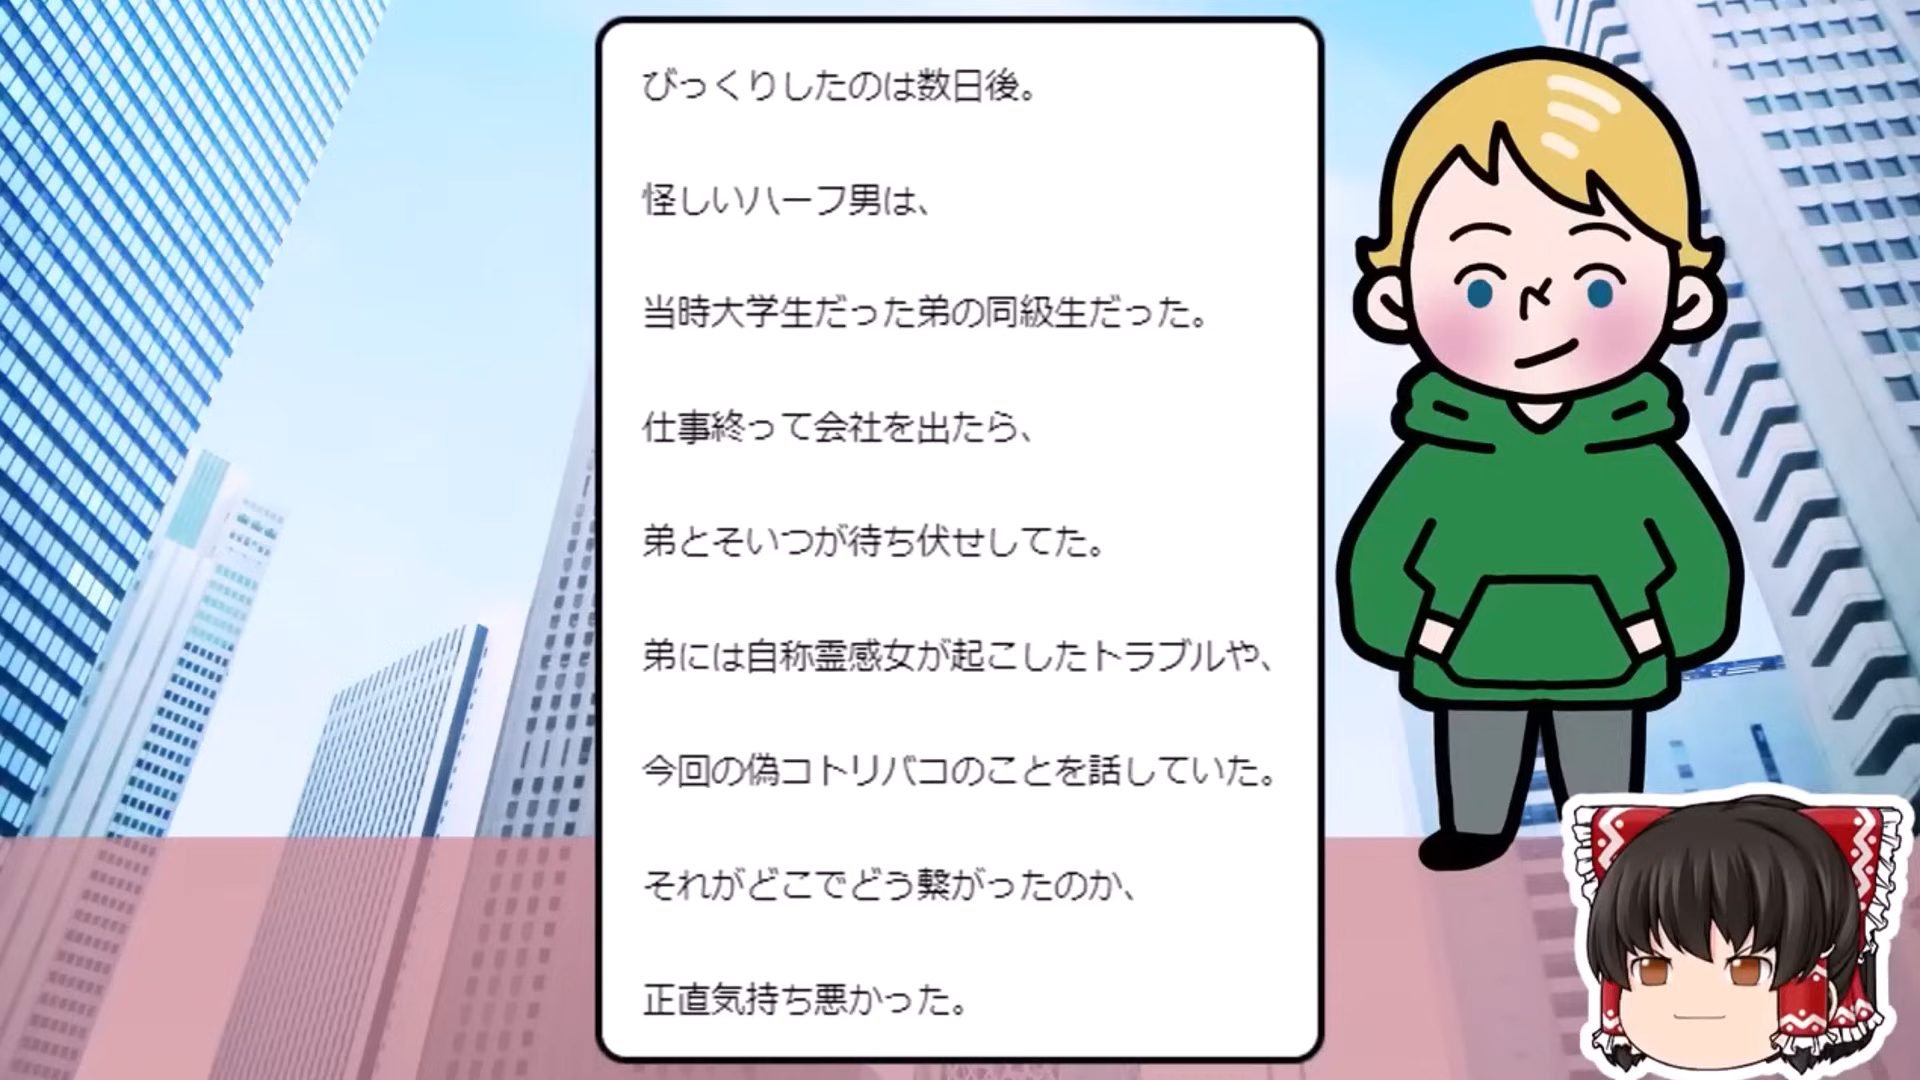 びっくりしたのは数日後。
怪しいハーフ男は、
当時大学生だった弟の同級生だった。
仕事終って会社を出たら、
弟とそいつが待ち伏せしてた。
弟には自称霊感女が起こしたトラブルや、
今回の偽コトリバコのことを話していた。
それがどこでどう繋がったのか、
正直気持ち悪かった。